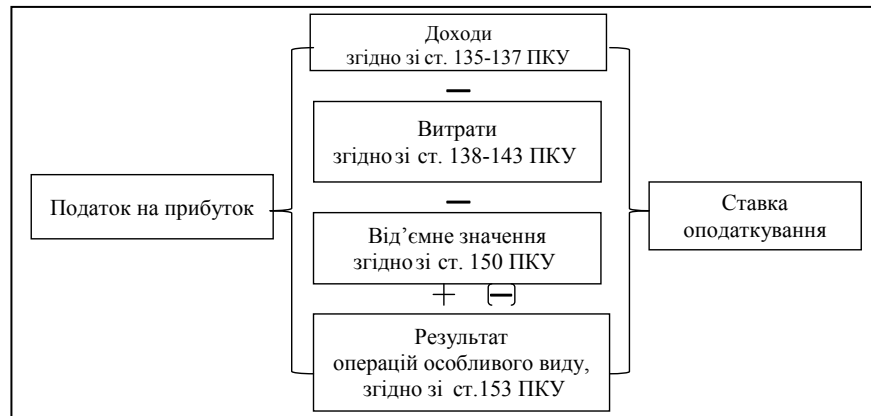 Доходи
згідно зі ст. 135-137 ПКУ
–
Витрати
згідно зі ст. 138-143 ПКУ
–
Податок на прибуток
Ставка
оподаткування
Від’ємне значення
згідно зі ст. 150 ПКУ
+ (–)
Результат
операцій особливого виду,
згідно зі ст.153 ПКУ